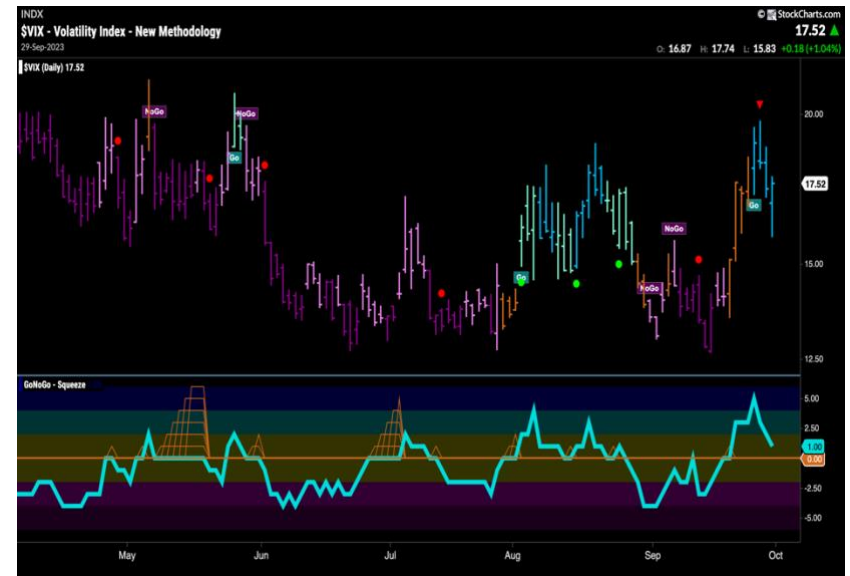 INDX
© StockCharts.com
$VIX - Volatility Index - New Methodology
17.52
29-Sep-2023
O: 16.87 H: 17.74 L: 15.83 +0.18 (+1.04%)
$VIX (Daily) 17.52
NoGo
NoGo
Go
20.00
17.52
Go
NoGo
15.00
Go
NoGo
12.50
GoNoGo - Squeeze
5.00
2.50
1.00
0.00
-2.50
-5.00
May
Jun
Jul
Aug
Sep
Oct